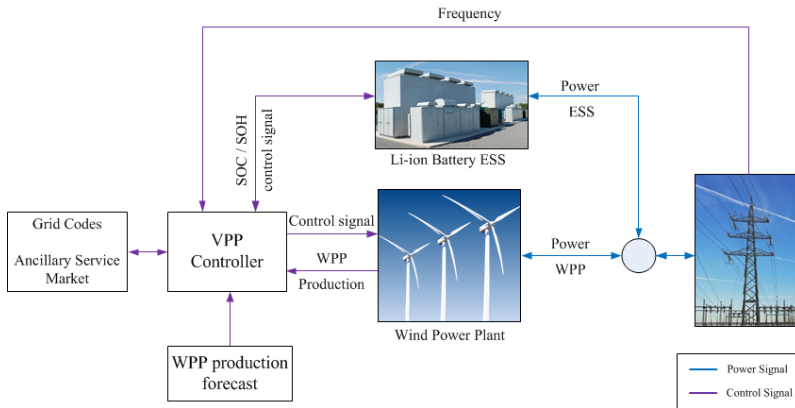 Frequency
Power
ESS
SOC / SOH
control signal
Li-ion Battery ESS
Grid Codes
Ancillary Service
Market
VPP
Controller
Control signal
WPP
Production
Power
WPP
Wind Power Plant
WPP production
forecast
Power Signal
Control Signal